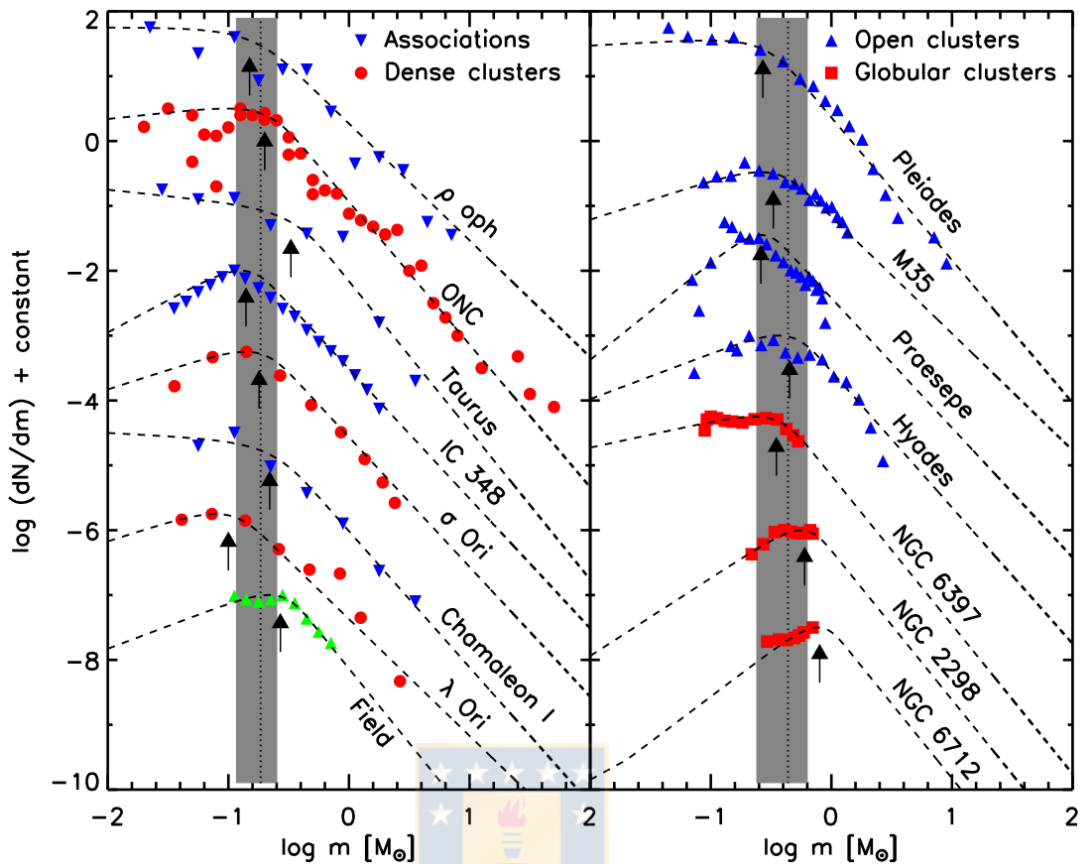 log (dN/dm) + constant
2
0
−2
−4
−6
−8
−10
Associations
Dense clusters
ρ oph
ONC
Taurus
IC 348
σ Ori
Chamaleon I
λ Ori
Field
−2
−1
0
1
log m [M⊙]
Open clusters
Globular clusters
Pleiades
M35
Praesepe
Hyades
NGC 6397
NGC 2298
NGC 6712
−2
−1
0
1
2
log m [M⊙]